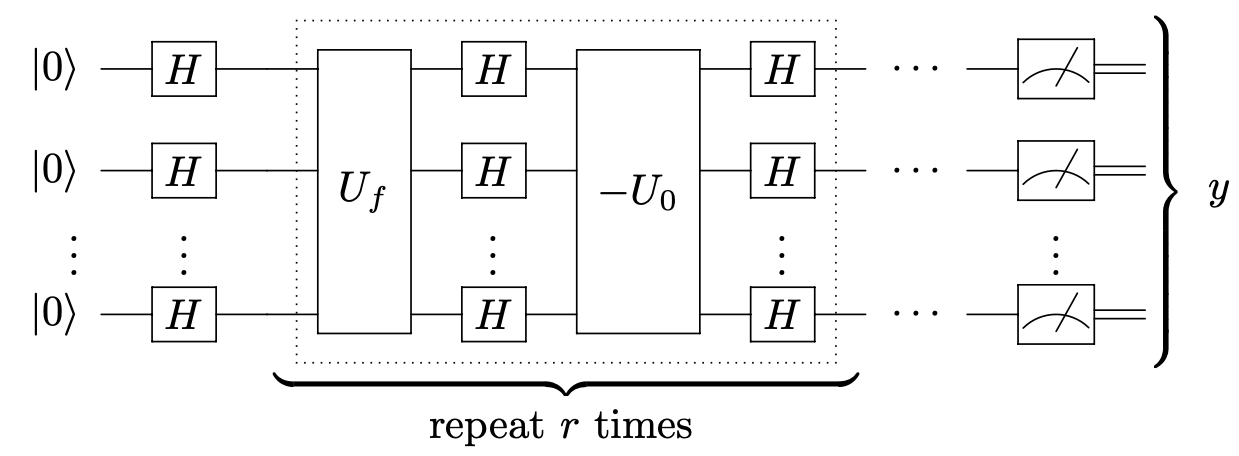 |0⟩ H H H ···
U_f −U_0
|0⟩ H H H ··· y
⋮ ⋮ ⋮ ⋮ ⋮
|0⟩ H H H ···
repeat r times